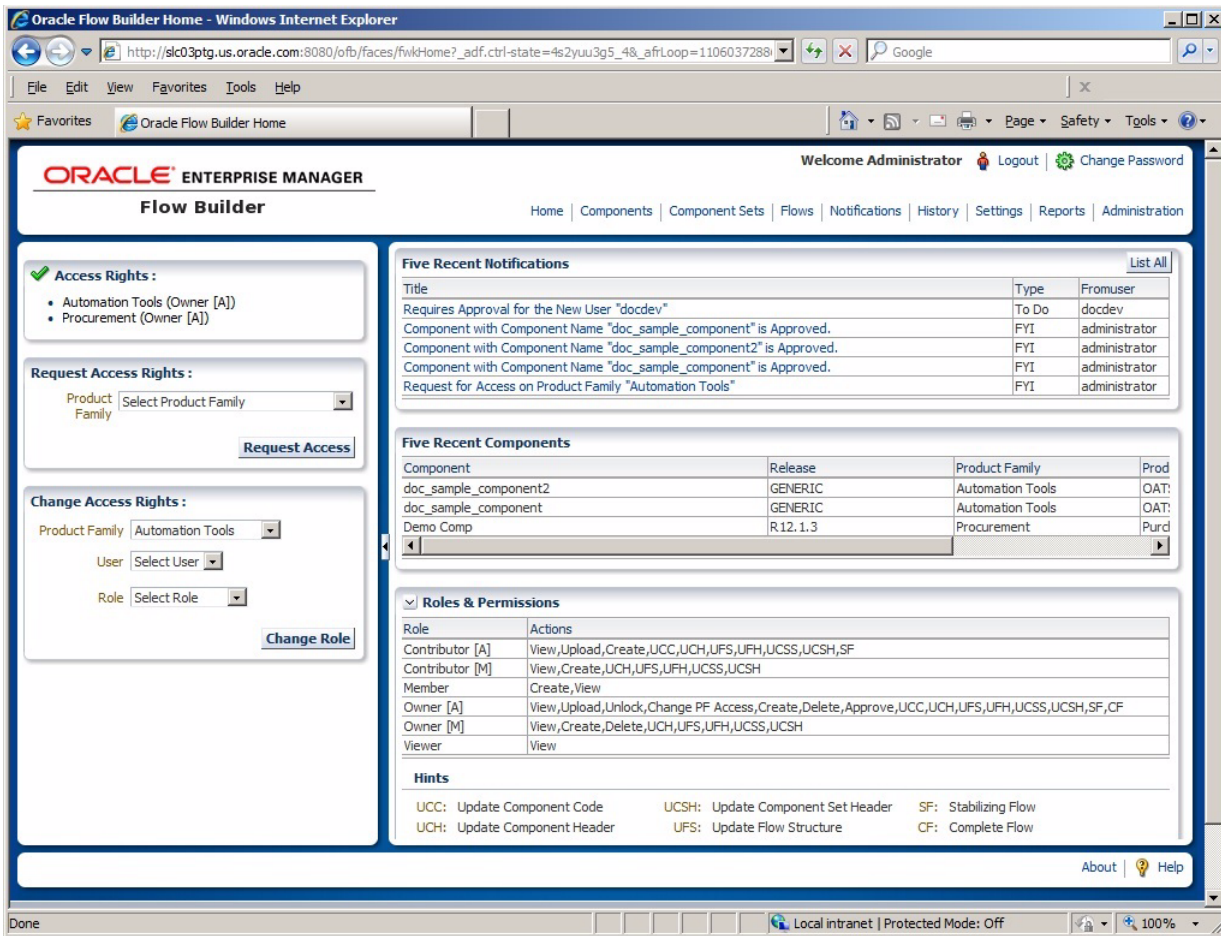 Oracle Flow Builder Home - Windows Internet Explorer
http://slc03ptg.us.oracle.com:8080/ofb/faces/fwkHome?_adf.ctrl-state=4s2yuu3g5_4&_afrLoop=1106037288
Google
File Edit View Favorites Tools Help
Favorites Oracle Flow Builder Home Page Safety Tools
Welcome Administrator Logout | Change Password
ORACLE ENTERPRISE MANAGER
Flow Builder
Home | Components | Component Sets | Flows | Notifications | History | Settings | Reports | Administration
Access Rights :
• Automation Tools (Owner [A])
• Procurement (Owner [A])
Request Access Rights :
Product Family Select Product Family
Request Access
Change Access Rights :
Product Family Automation Tools
User Select User
Role Select Role
Change Role
Five Recent Notifications List All
Title Type Fromuser
Requires Approval for the New User "docdev" To Do docdev
Component with Component Name "doc_sample_component" is Approved. FYI administrator
Component with Component Name "doc_sample_component2" is Approved. FYI administrator
Component with Component Name "doc_sample_component" is Approved. FYI administrator
Request for Access on Product Family "Automation Tools" FYI administrator
Five Recent Components
Component Release Product Family Prod
doc_sample_component2 GENERIC Automation Tools OATS
doc_sample_component GENERIC Automation Tools OATS
Demo Comp R12.1.3 Procurement Purc
Roles & Permissions
Role Actions
Contributor [A] View,Upload,Create,UCC,UCH,UFS,UFH,UCSS,UCSH,SF
Contributor [M] View,Create,UCH,UFS,UFH,UCSS,UCSH
Member Create,View
Owner [A] View,Upload,Unlock,Change PF Access,Create,Delete,Approve,UCC,UCH,UFS,UFH,UCSS,UCSH,SF,CF
Owner [M] View,Create,Delete,UCH,UFS,UFH,UCSS,UCSH
Viewer View
Hints
UCC: Update Component Code UCSH: Update Component Set Header SF: Stabilizing Flow
UCH: Update Component Header UFS: Update Flow Structure CF: Complete Flow
About | Help
Done Local intranet | Protected Mode: Off 100%